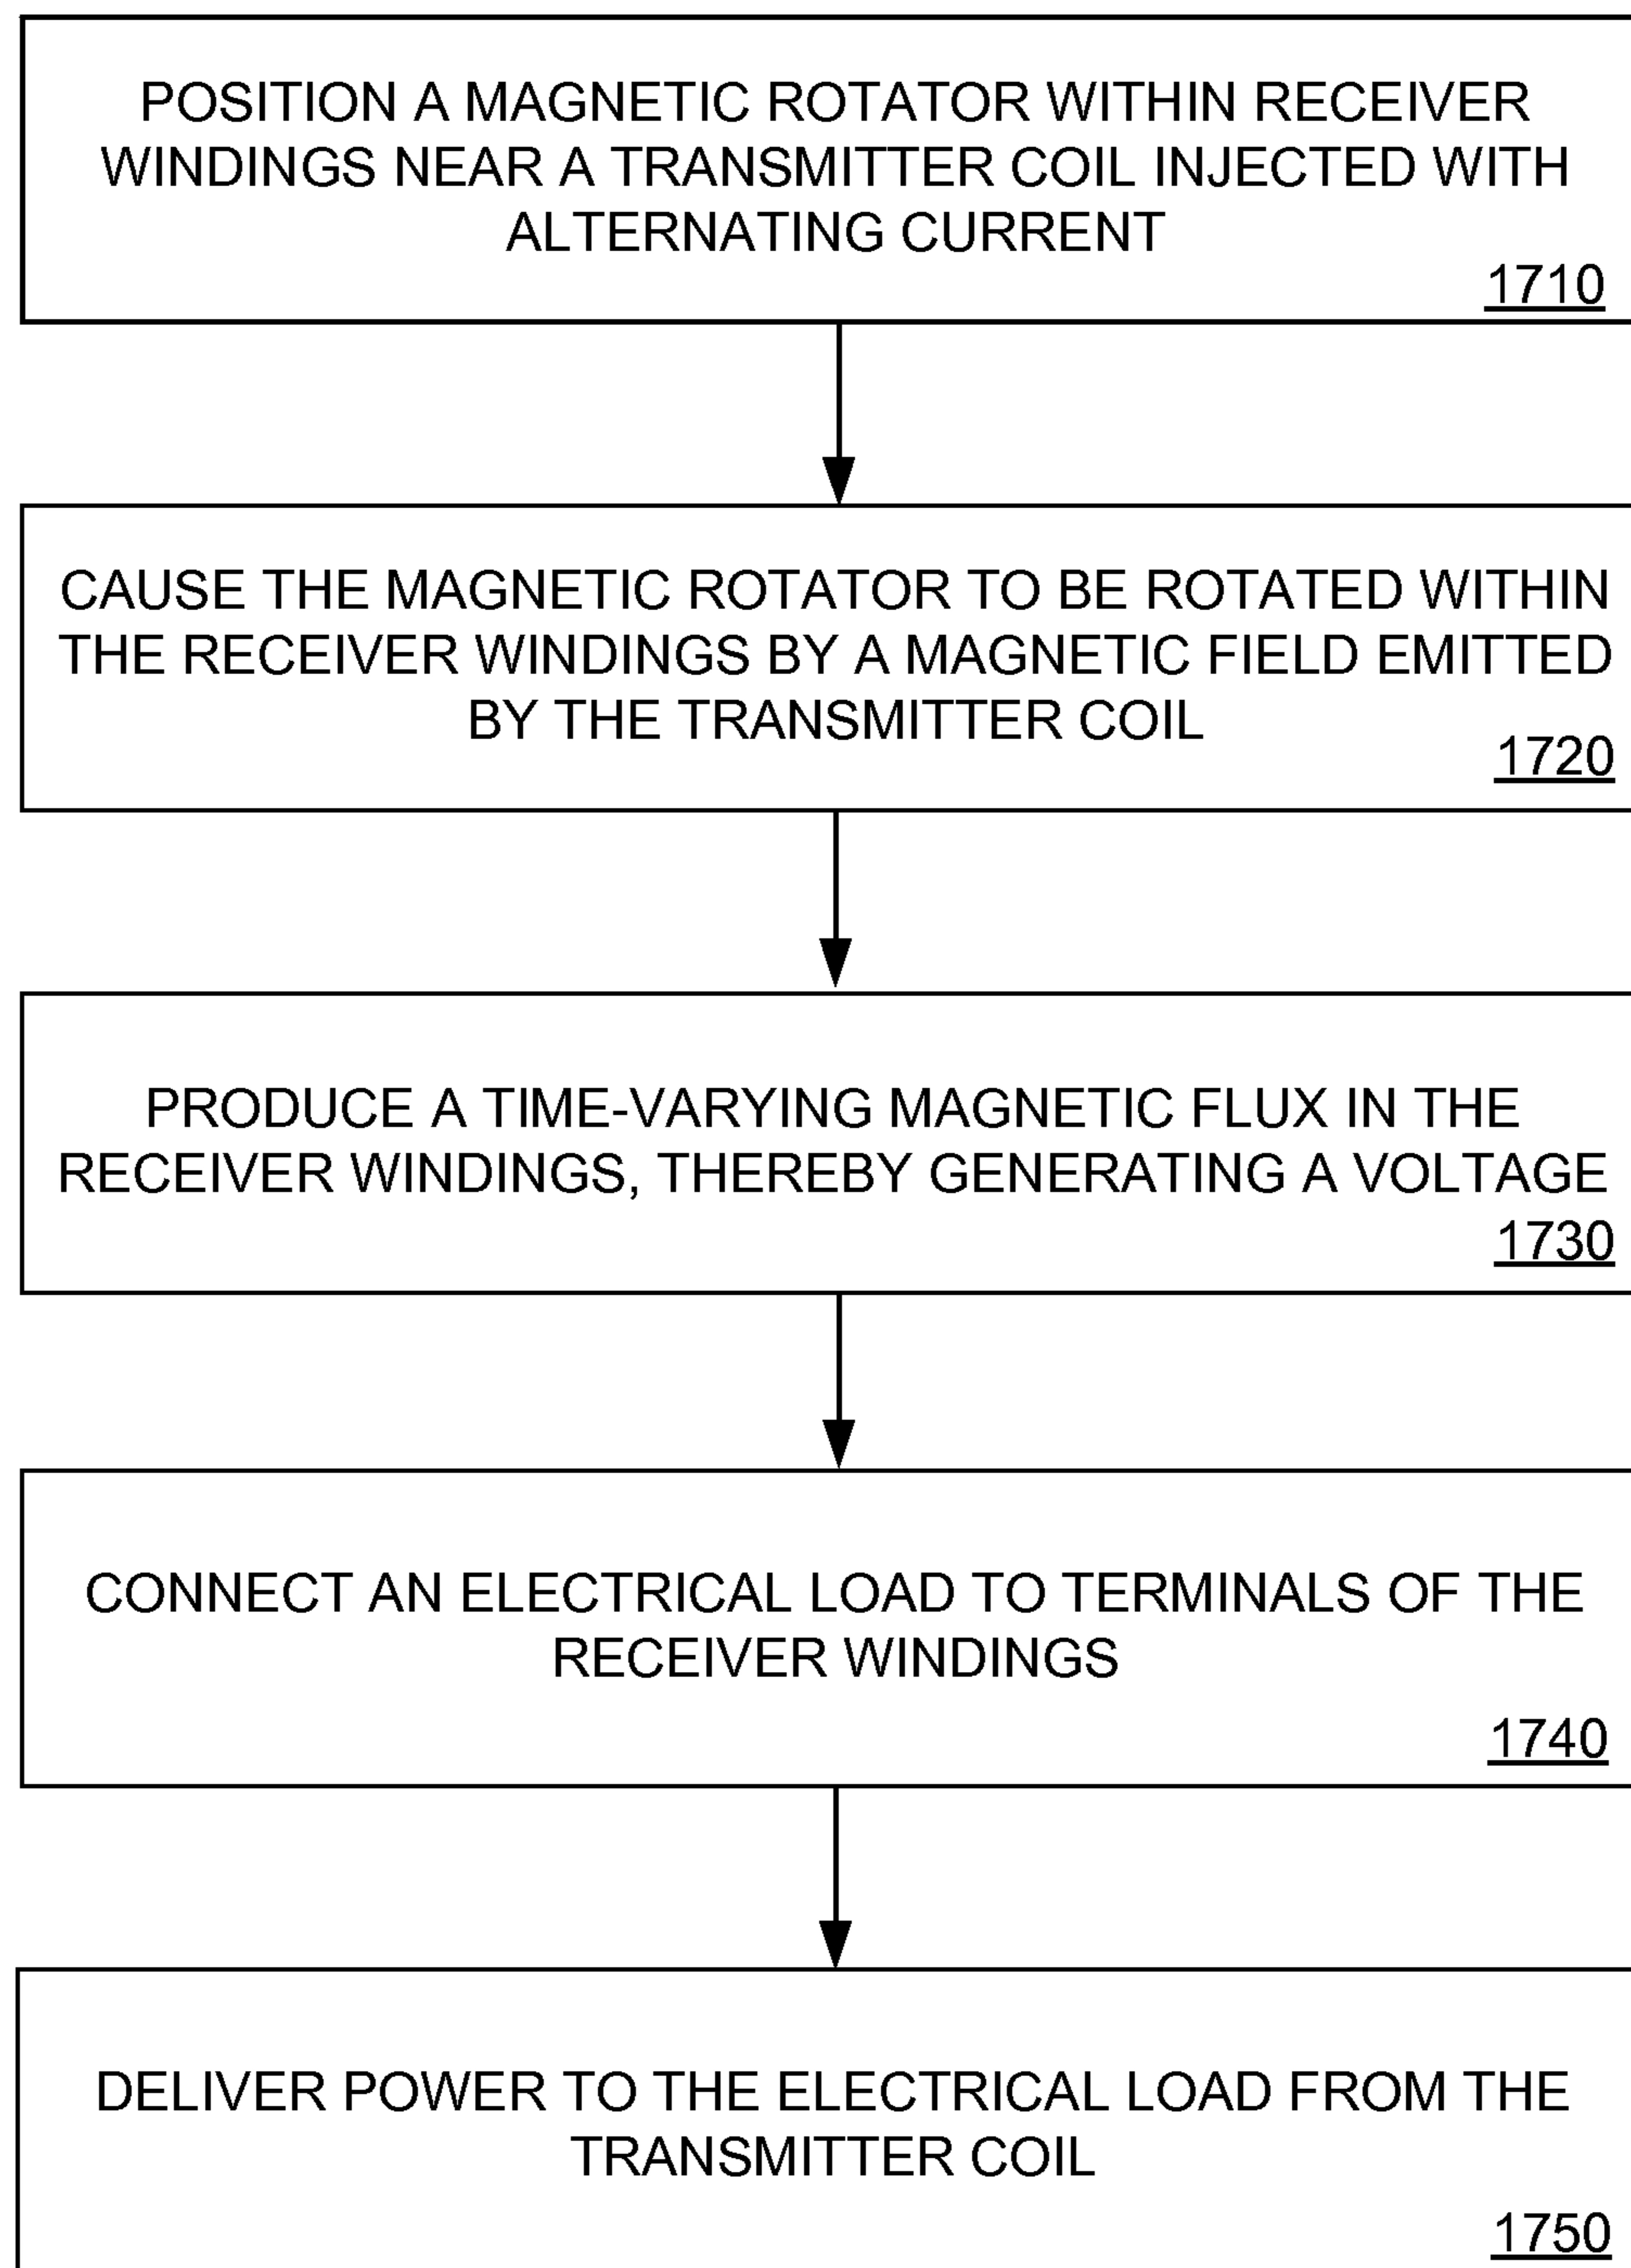 POSITION A MAGNETIC ROTATOR WITHIN RECEIVER
WINDINGS NEAR A TRANSMITTER COIL INJECTED WITH
ALTERNATING CURRENT
1710
CAUSE THE MAGNETIC ROTATOR TO BE ROTATED WITHIN
THE RECEIVER WINDINGS BY A MAGNETIC FIELD EMITTED
BY THE TRANSMITTER COIL
1720
PRODUCE A TIME-VARYING MAGNETIC FLUX IN THE
RECEIVER WINDINGS, THEREBY GENERATING A VOLTAGE
1730
CONNECT AN ELECTRICAL LOAD TO TERMINALS OF THE
RECEIVER WINDINGS
1740
DELIVER POWER TO THE ELECTRICAL LOAD FROM THE
TRANSMITTER COIL
1750